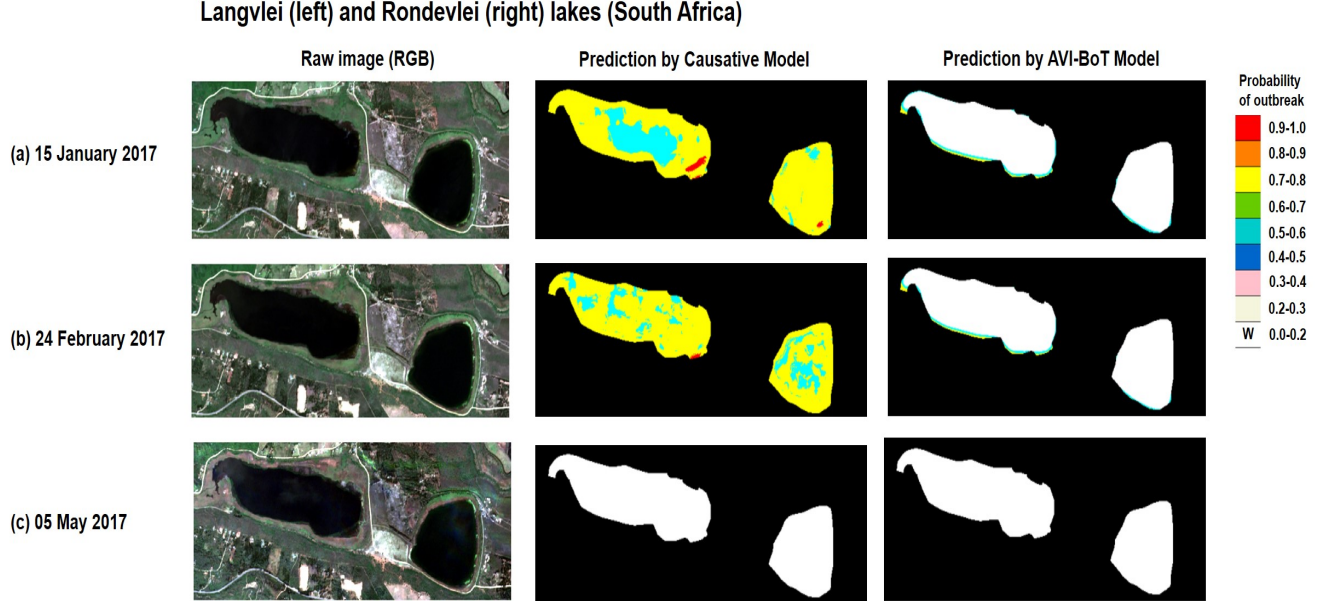 Langvlei (left) and Rondevlei (right) lakes (South Africa)
Raw image (RGB)
Prediction by Causative Model
Prediction by AVI-BoT Model
Probability
of outbreak
0.9-1.0
0.8-0.9
0.7-0.8
0.6-0.7
0.5-0.6
0.4-0.5
0.3-0.4
0.2-0.3
W 0.0-0.2
(a) 15 January 2017
(b) 24 February 2017
(c) 05 May 2017